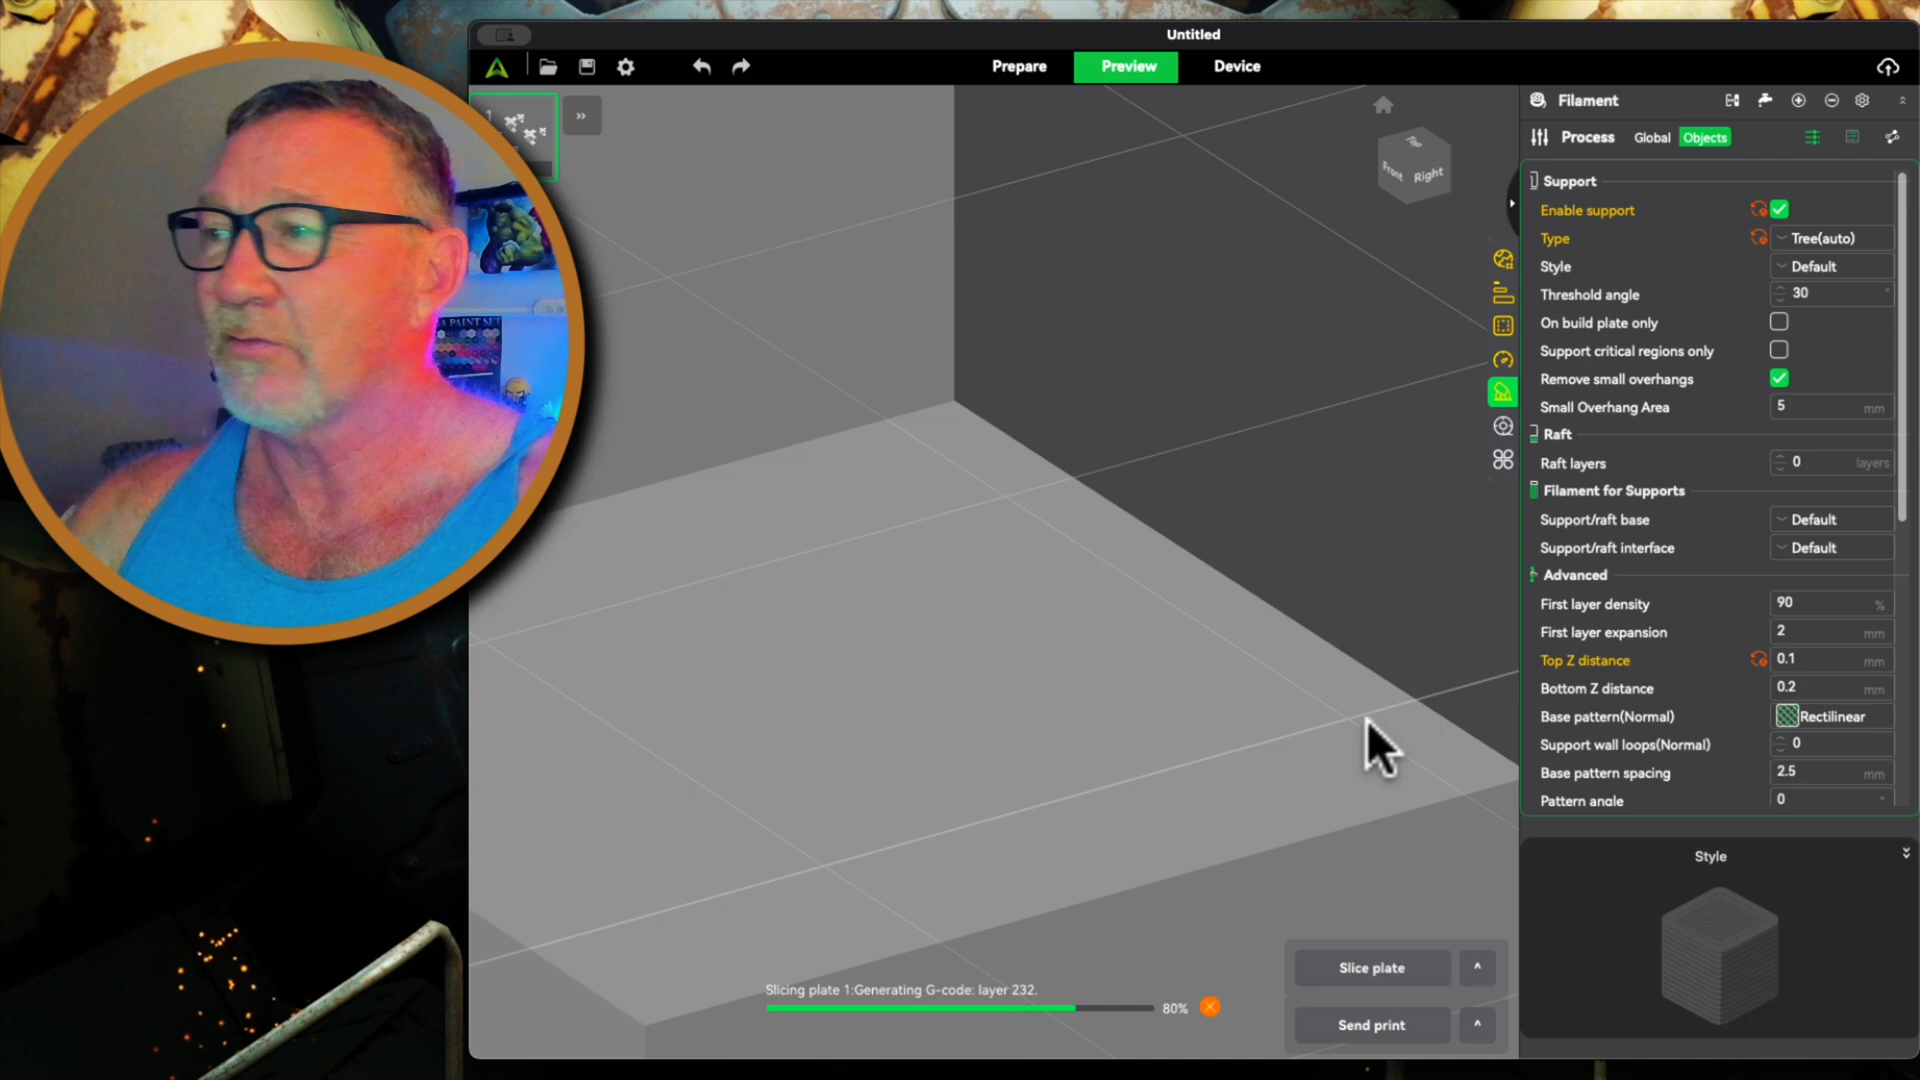 Untitled
Prepare
Preview
Device
1
»
Top
Front
Right
A PAINT SET
Filament
Process
Global
Objects
Support
Enable support
Type
Tree(auto)
Style
Default
Threshold angle
30
°
On build plate only
Support critical regions only
Remove small overhangs
Small Overhang Area
5
mm
Raft
Raft layers
0
layers
Filament for Supports
Support/raft base
Default
Support/raft interface
Default
Advanced
First layer density
90
%
First layer expansion
2
mm
Top Z distance
0.1
mm
Bottom Z distance
0.2
mm
Base pattern(Normal)
Rectilinear
Support wall loops(Normal)
0
Base pattern spacing
2.5
mm
Pattern angle
0
°
Style
Slicing plate 1:Generating G-code: layer 232.
80%
Slice plate
Send print